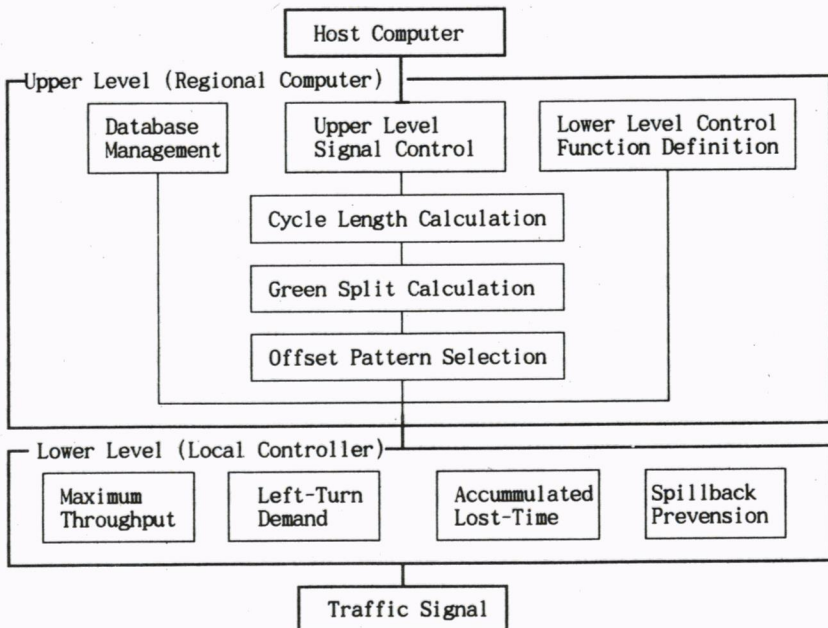 Host Computer
Upper Level (Regional Computer)
Database
Management
Upper Level
Signal Control
Lower Level Control
Function Definition
Cycle Length Calculation
Green Split Calculation
Offset Pattern Selection
Lower Level (Local Controller)
Maximum
Throughput
Left-Turn
Demand
Accummulated
Lost-Time
Spillback
Prevension
Traffic Signal